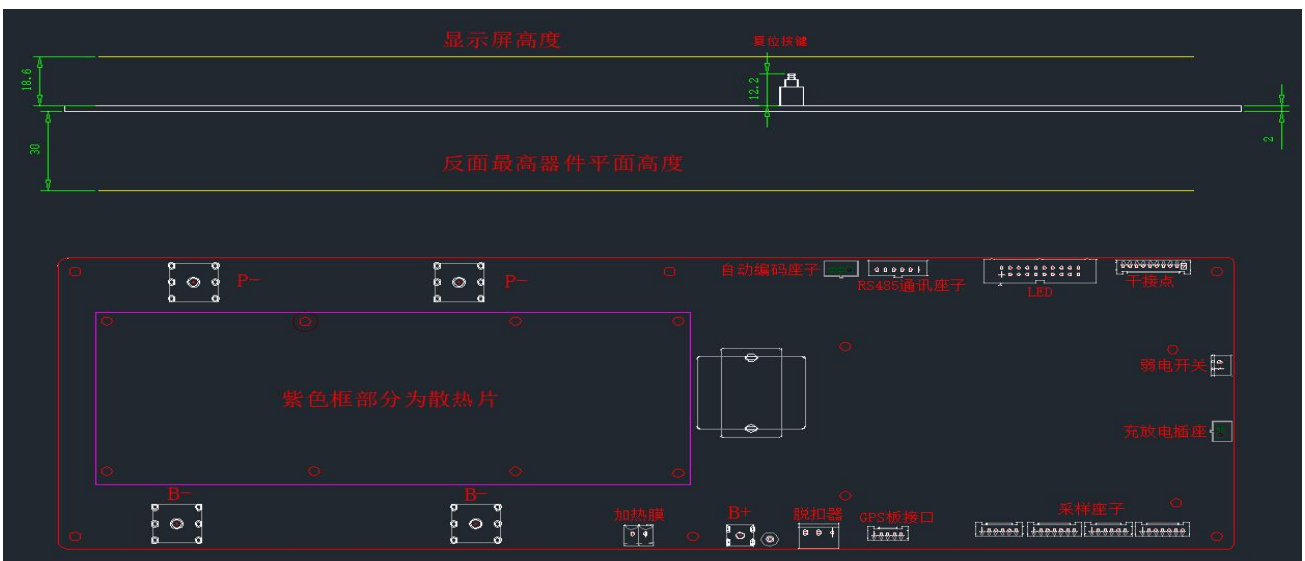 显示屏高度
复位按键
18.6
12.2
2
30
反面最高器件平面高度
P-
P-
自动编码座子
RS485通讯座子
LED
干接点
弱电开关
紫色框部分为散热片
充放电插座
B-
B-
加热膜
B+
脱扣器
GPS板接口
采样座子